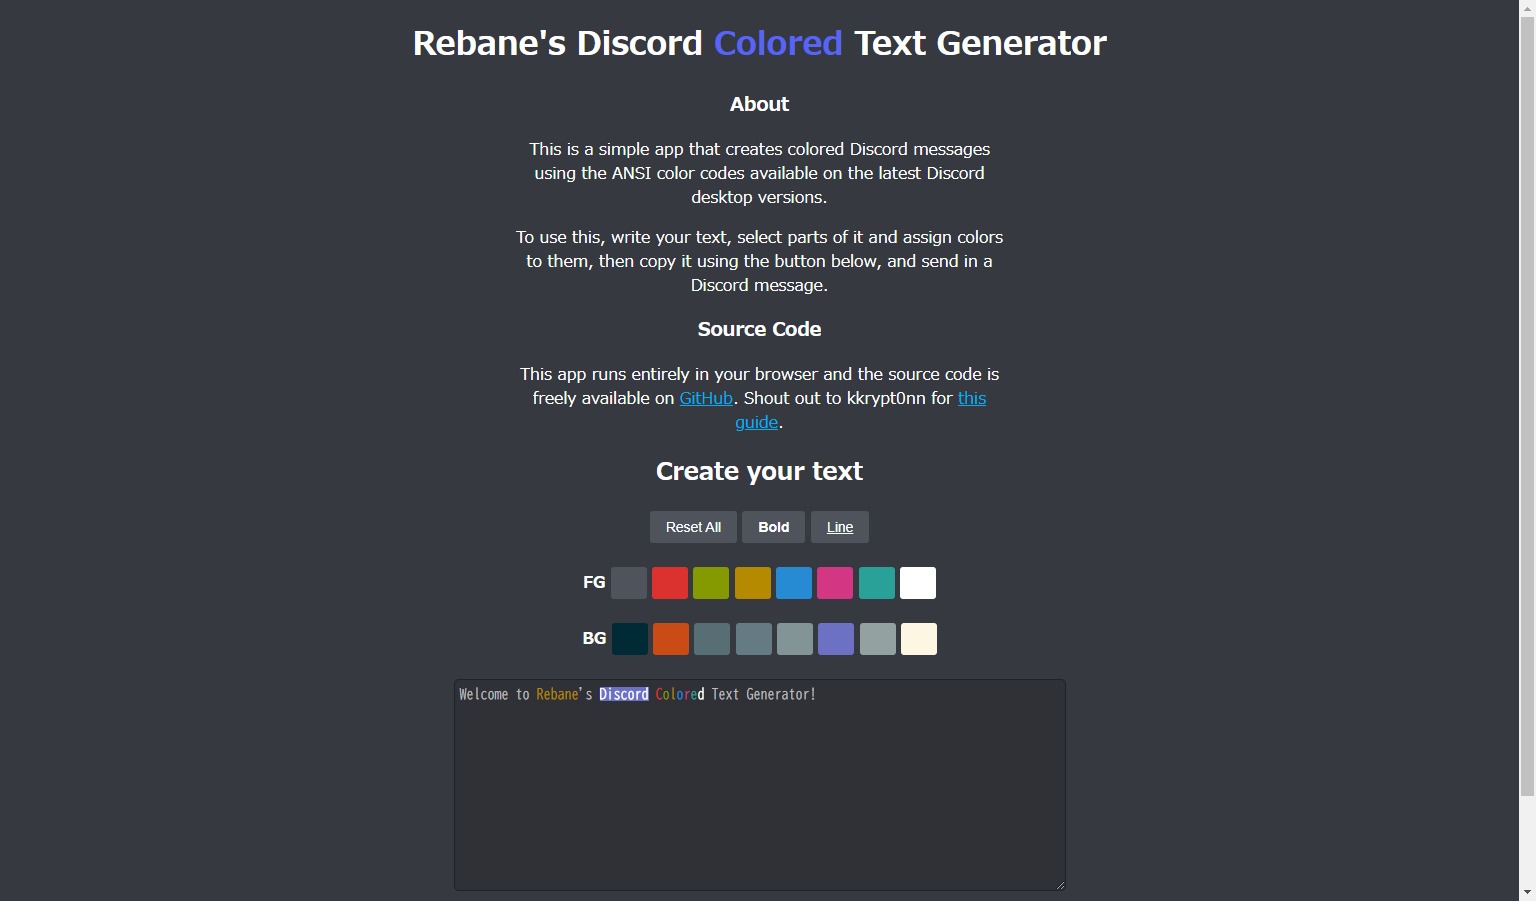 Rebane's Discord Colored Text Generator
About
This is a simple app that creates colored Discord messages
using the ANSI color codes available on the latest Discord
desktop versions.
To use this, write your text, select parts of it and assign colors
to them, then copy it using the button below, and send in a
Discord message.
Source Code
This app runs entirely in your browser and the source code is
freely available on GitHub. Shout out to kkrypt0nn for this
guide.
Create your text
Reset All Bold Line
FG
BG
Welcome to Rebane's Discord Colored Text Generator!